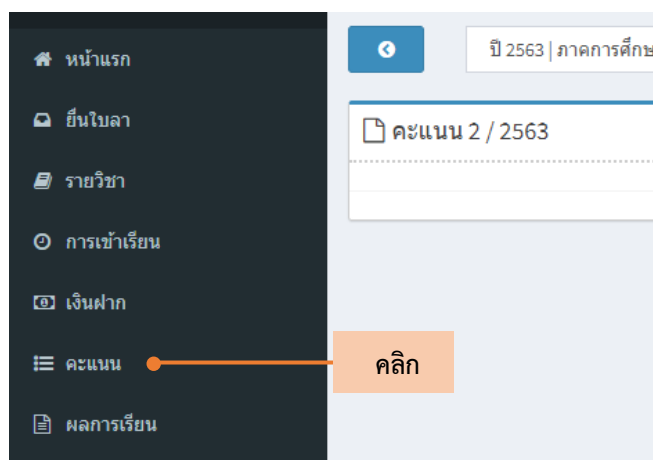 หน้าแรก
ยื่นใบลา
รายวิชา
การเข้าเรียน
เงินฝาก
คะแนน
ผลการเรียน
ปี 2563 | ภาคการศึกษ
คะแนน 2 / 2563
คลิก